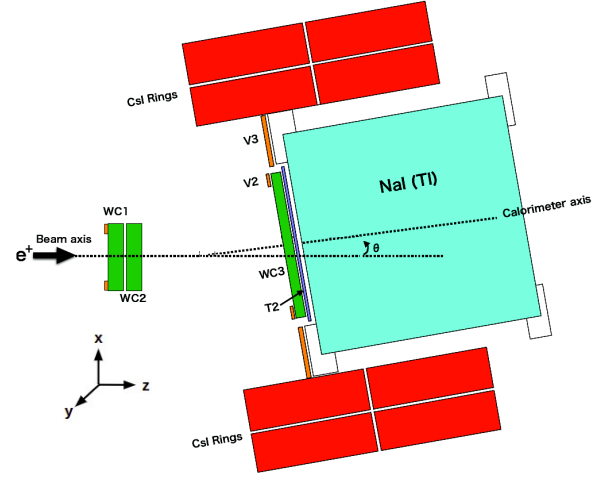 CsI Rings
V3
NaI (Tl)
V2
Calorimeter axis
WC1
Beam axis
e+
θ
WC3
WC2
T2
x
z
y
CsI Rings